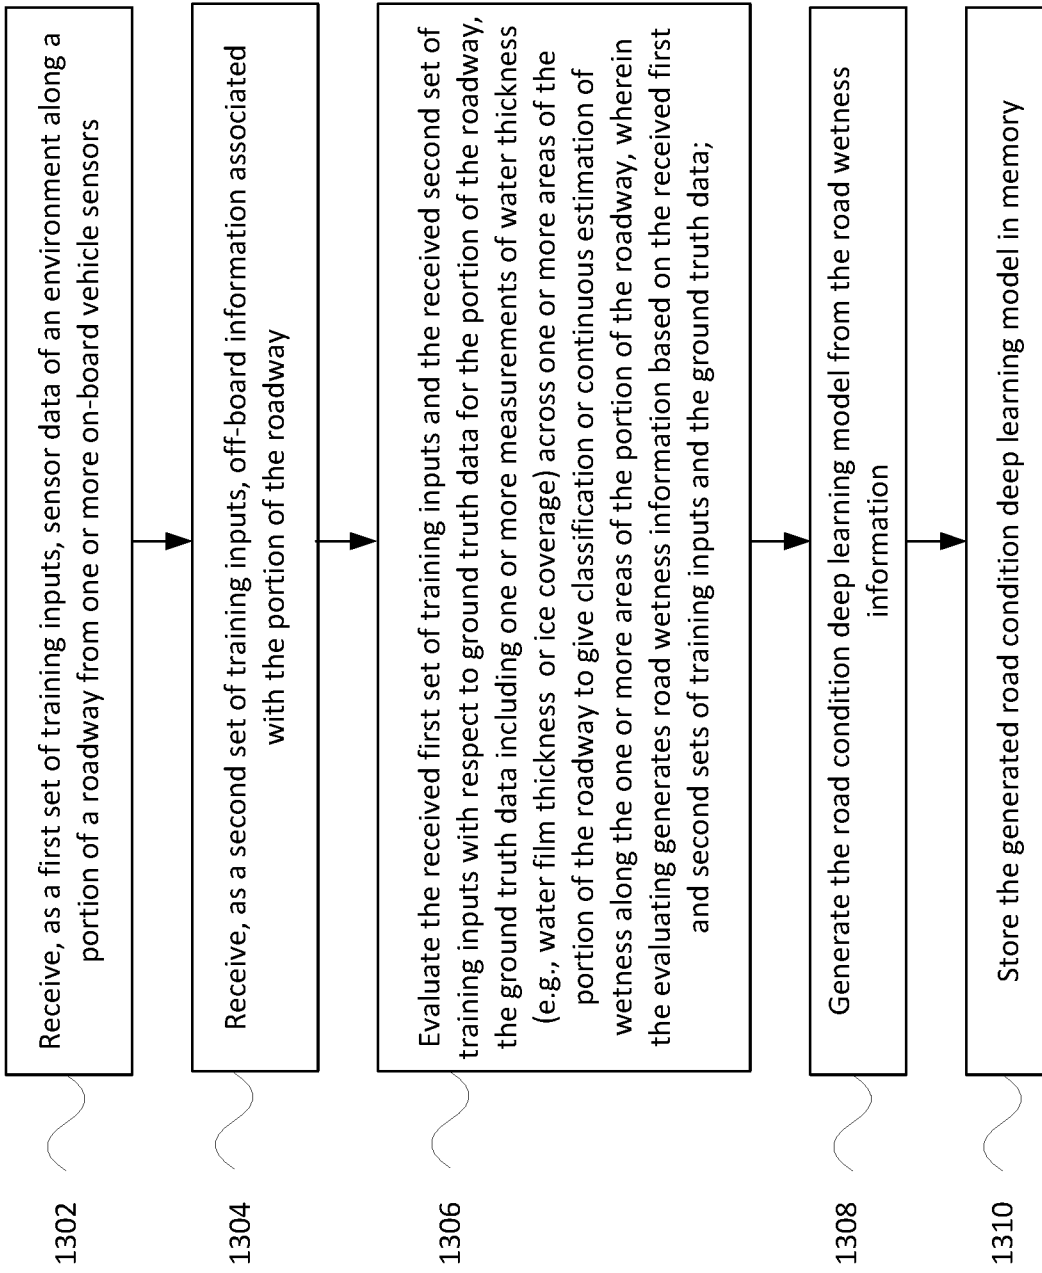 1302
Receive, as a first set of training inputs, sensor data of an environment along a
portion of a roadway from one or more on-board vehicle sensors
1304
Receive, as a second set of training inputs, off-board information associated
with the portion of the roadway
1306
Evaluate the received first set of training inputs and the received second set of
training inputs with respect to ground truth data for the portion of the roadway,
the ground truth data including one or more measurements of water thickness
(e.g., water film thickness or ice coverage) across one or more areas of the
portion of the roadway to give classification or continuous estimation of
wetness along the one or more areas of the portion of the roadway, wherein
the evaluating generates road wetness information based on the received first
and second sets of training inputs and the ground truth data;
1308
Generate the road condition deep learning model from the road wetness
information
1310
Store the generated road condition deep learning model in memory